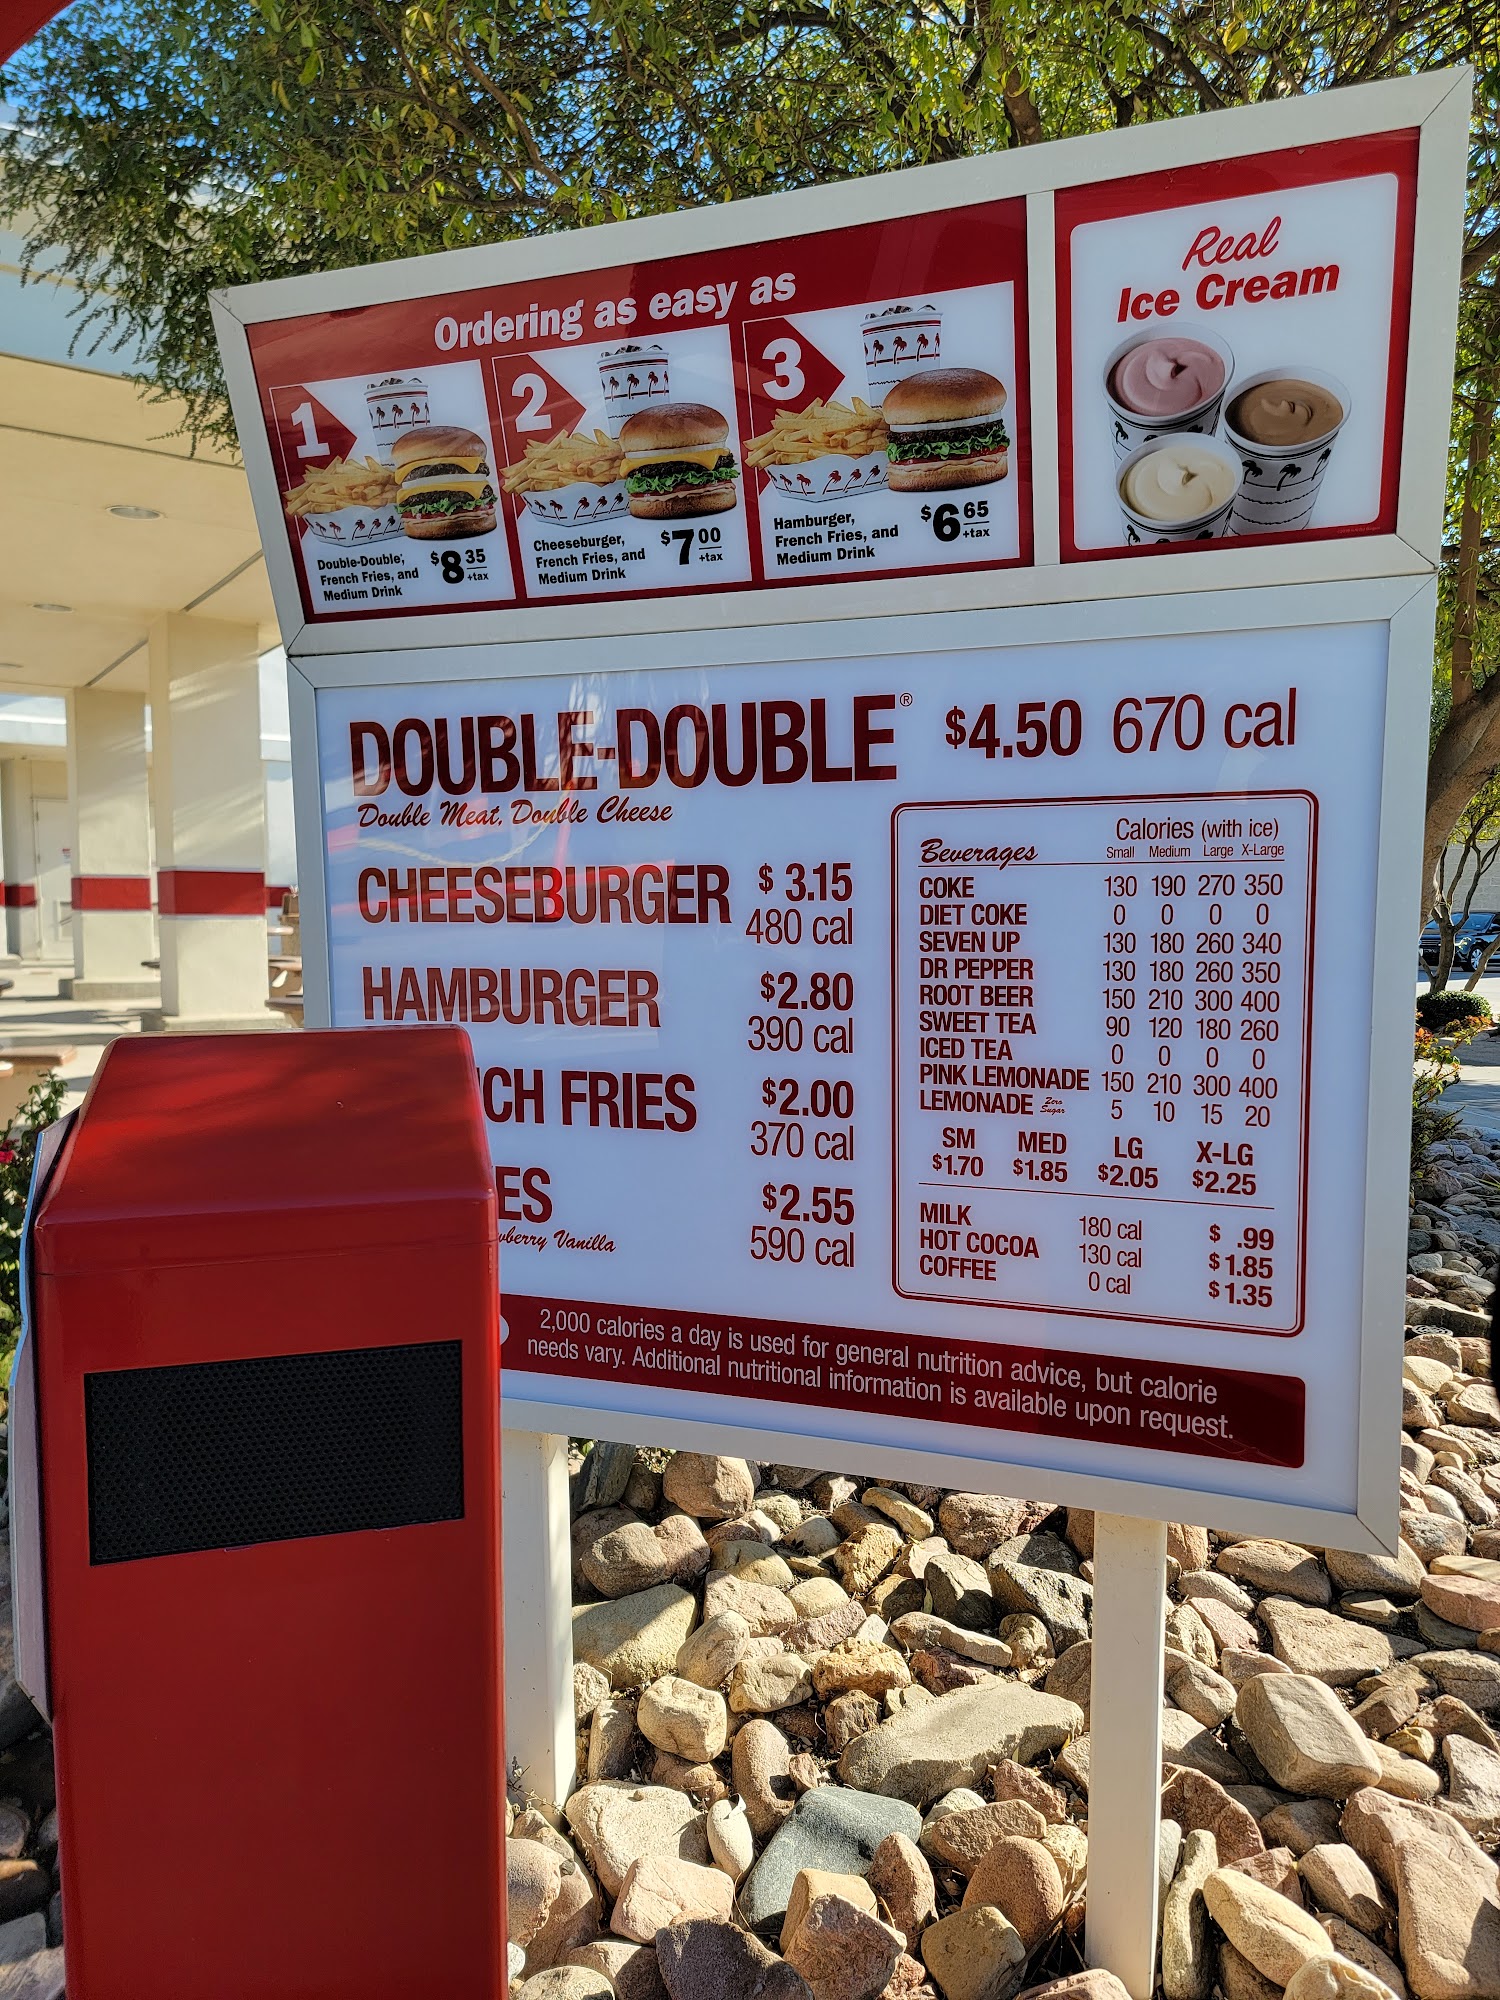 Ordering as easy as
1
Double-Double,
French Fries, and
Medium Drink
$8 35
+tax
2
Cheeseburger,
French Fries, and
Medium Drink
$7 00
+tax
3
Hamburger,
French Fries, and
Medium Drink
$6 65
+tax
Real
Ice Cream
DOUBLE-DOUBLE® $4.50 670 cal
Double Meat, Double Cheese
CHEESEBURGER $3.15
480 cal
HAMBURGER $2.80
390 cal
CH FRIES $2.00
370 cal
ES $2.55
berry Vanilla 590 cal
Beverages Calories (with ice)
Small Medium Large X-Large
COKE 130 190 270 350
DIET COKE 0 0 0 0
SEVEN UP 130 180 260 340
DR PEPPER 130 180 260 350
ROOT BEER 150 210 300 400
SWEET TEA 90 120 180 260
ICED TEA 0 0 0 0
PINK LEMONADE 150 210 300 400
LEMONADE Zero Sugar 5 10 15 20
SM MED LG X-LG
$1.70 $1.85 $2.05 $2.25
MILK 180 cal $ .99
HOT COCOA 130 cal $1.85
COFFEE 0 cal $1.35
2,000 calories a day is used for general nutrition advice, but calorie
needs vary. Additional nutritional information is available upon request.